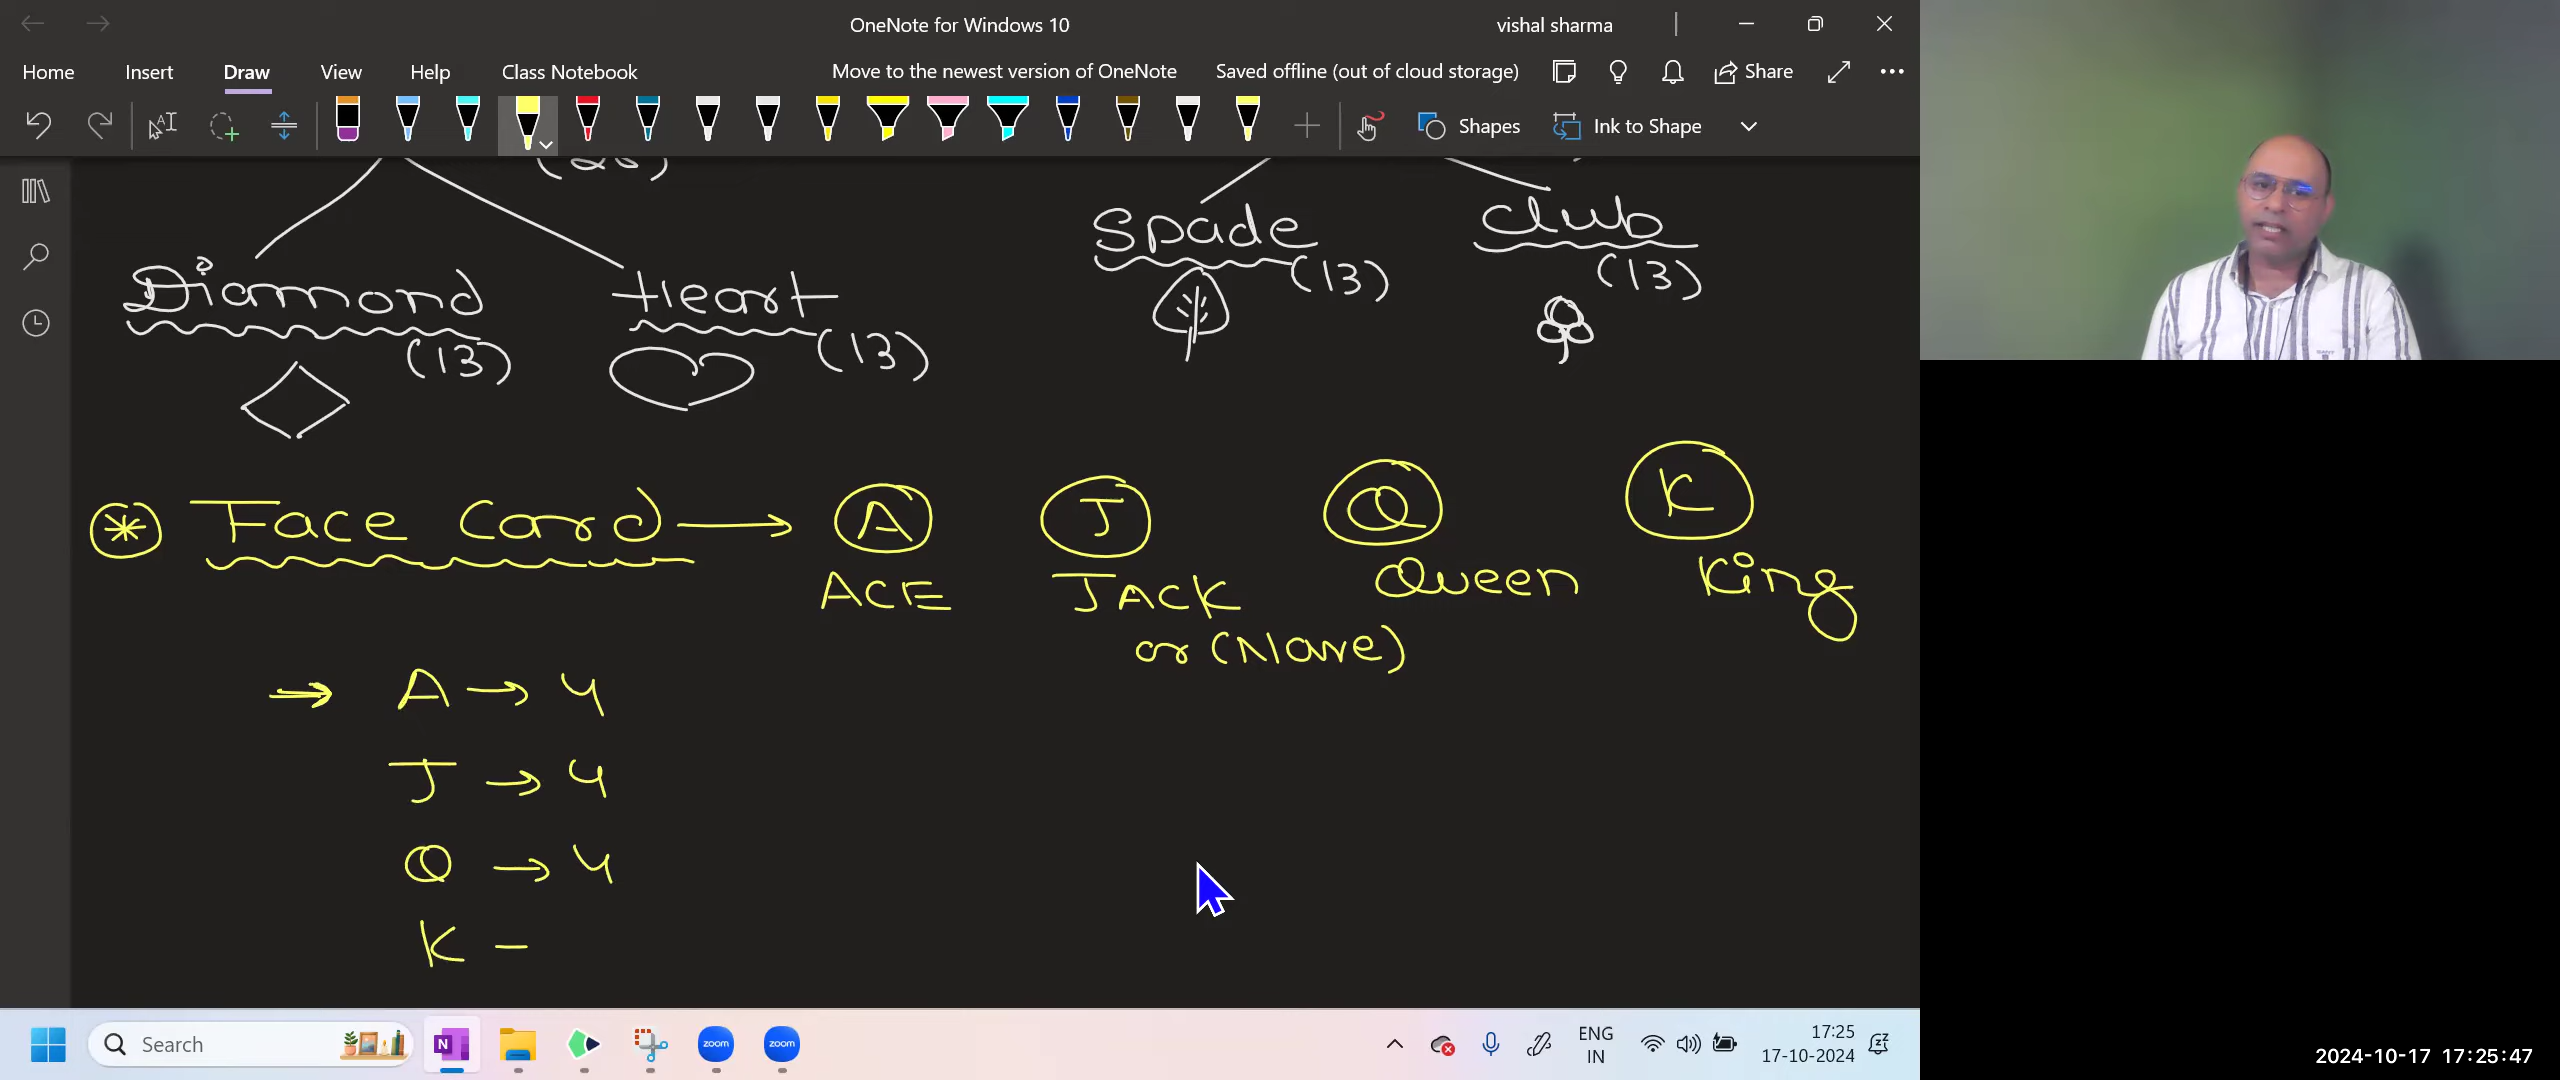 OneNote for Windows 10
vishal sharma
Home Insert Draw View Help Class Notebook
Move to the newest version of OneNote Saved offline (out of cloud storage) Share
Shapes Ink to Shape
Spade club
(13) (13)
Diamond Heart
(13) (13)
* Face Card → A J Q K
ACE JACK Queen King
or (Nave)
⇒ A → 4
J → 4
Q → 4
K –
Search
zoom zoom
ENG
IN
17:25
17-10-2024
2024-10-17 17:25:47